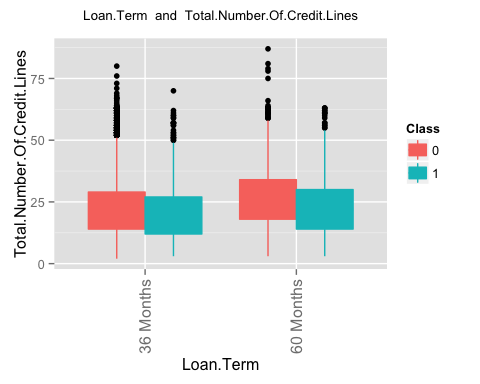 Loan.Term and Total.Number.Of.Credit.Lines
Total.Number.Of.Credit.Lines
75
50
25
0
36 Months
60 Months
Loan.Term
Class
0
1